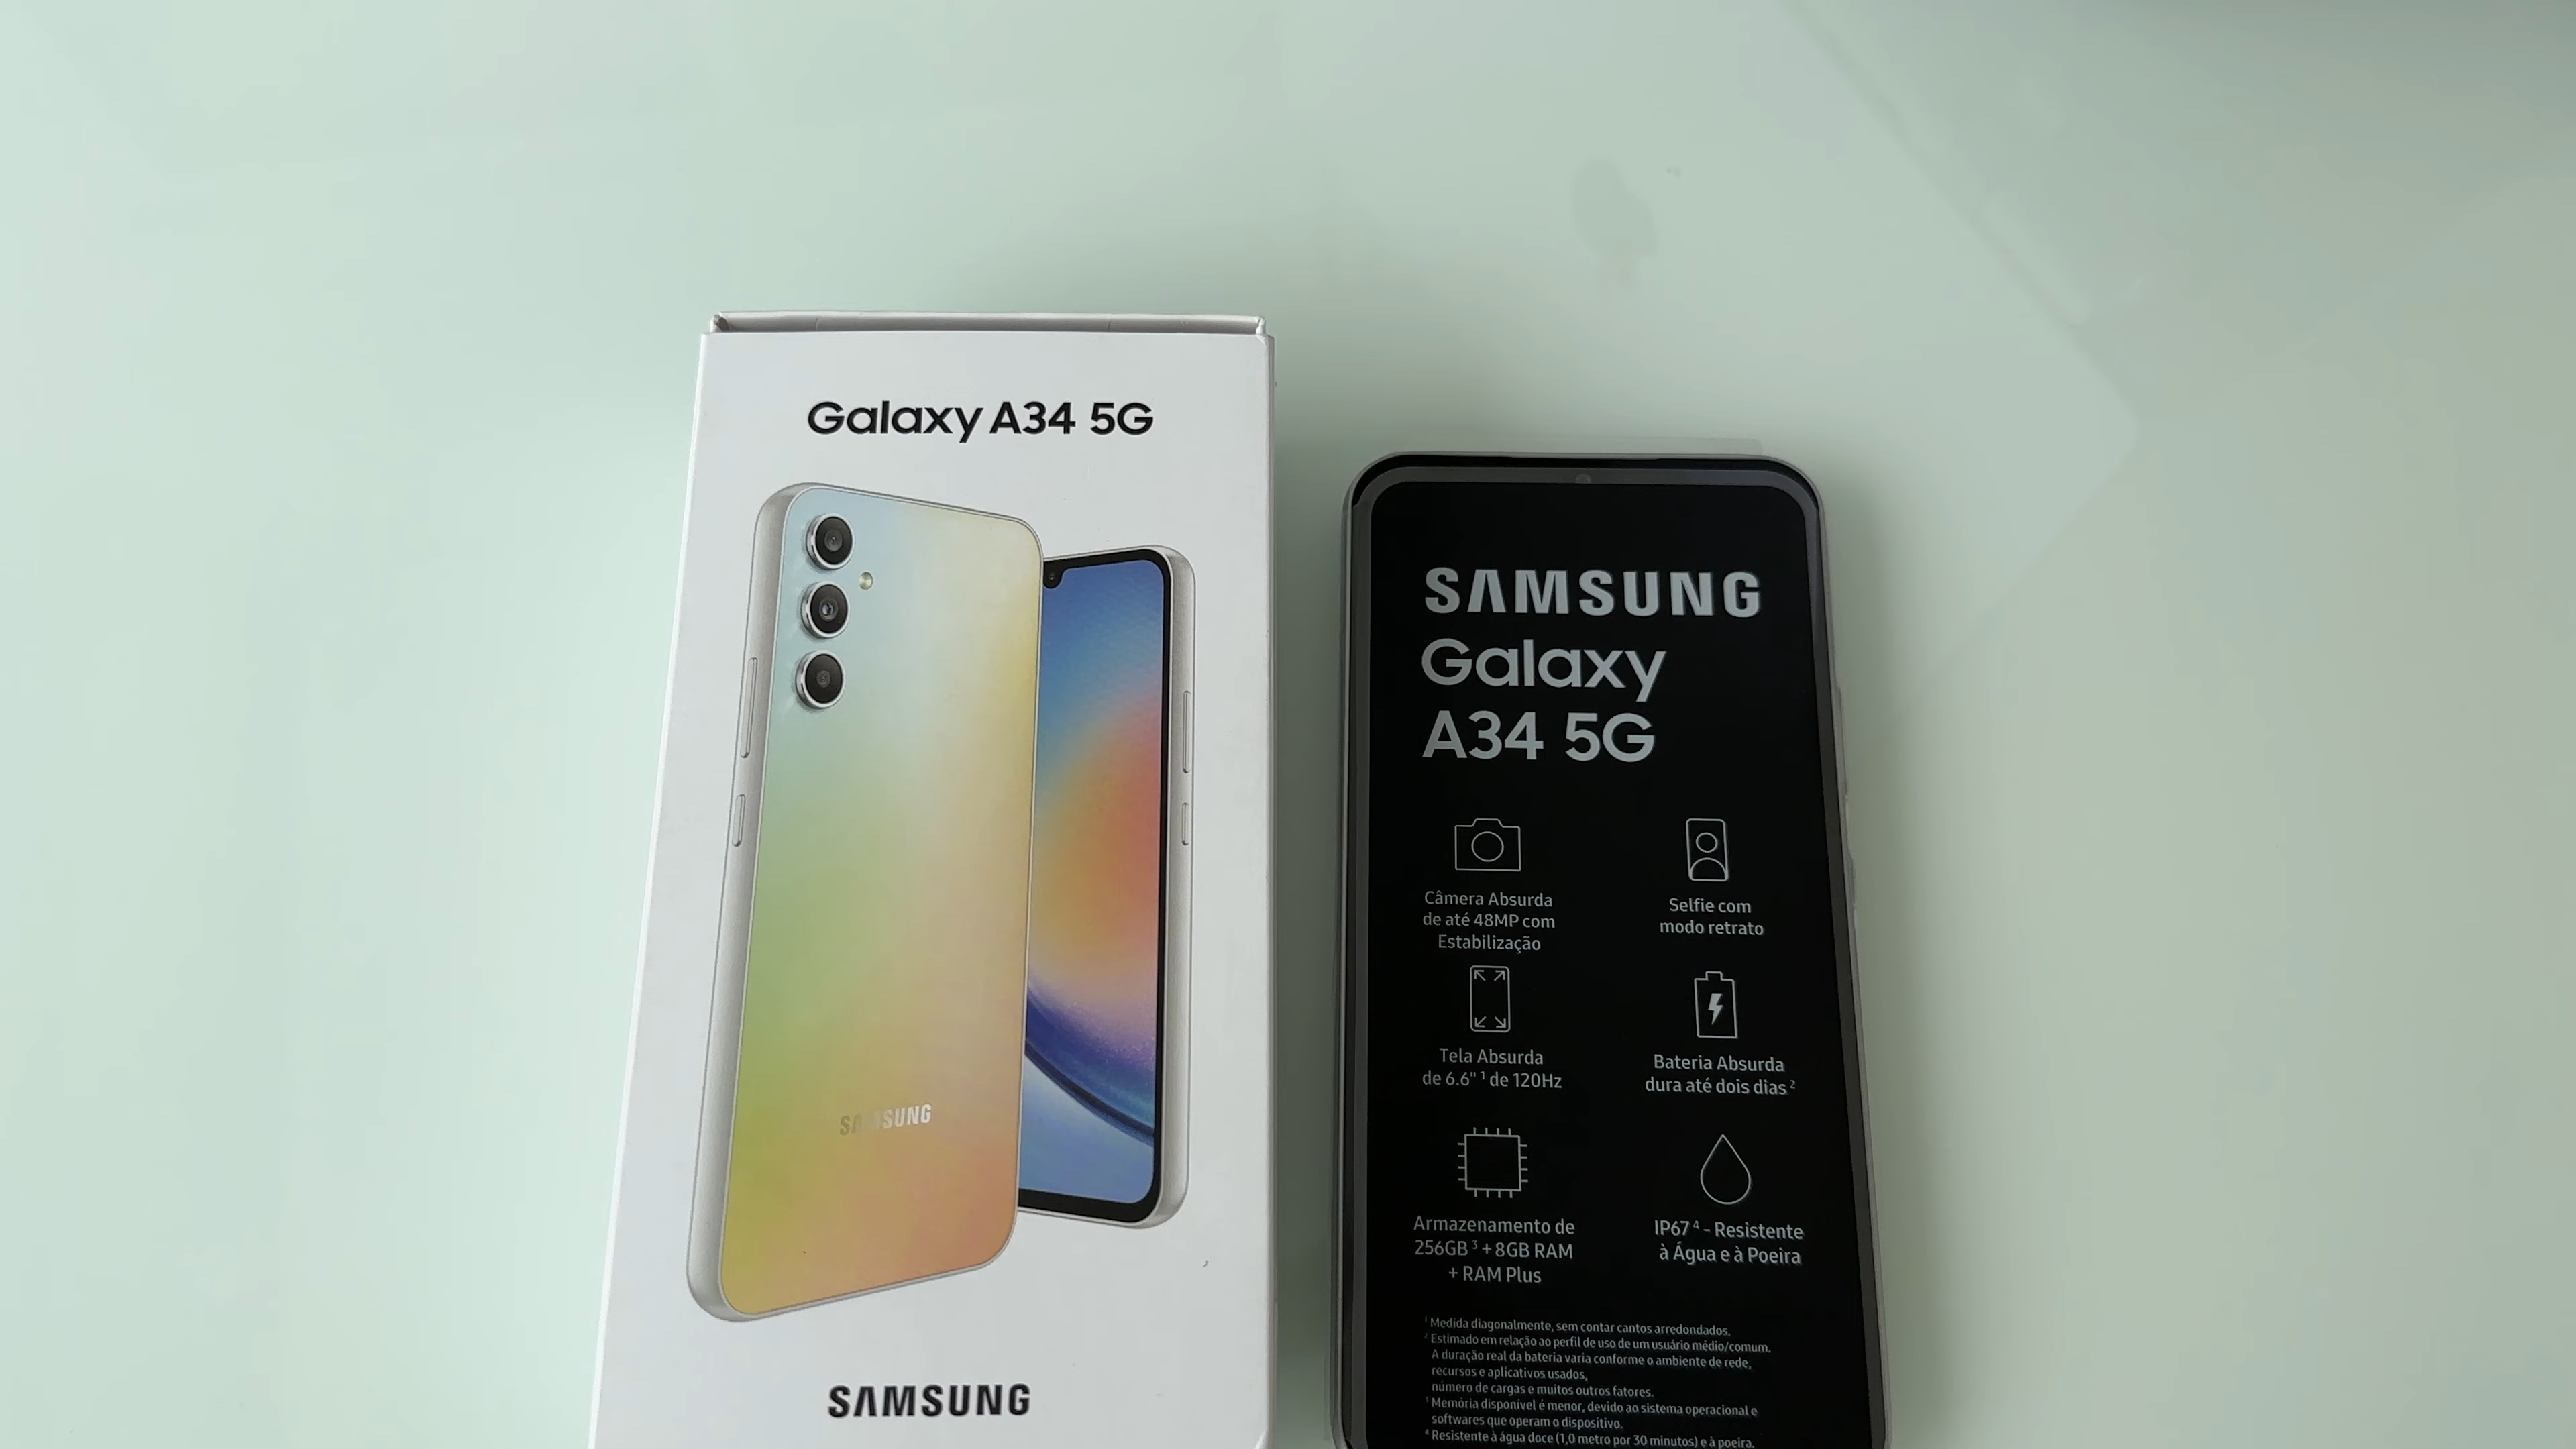 Galaxy A34 5G
SAMSUNG
SAMSUNG
SAMSUNG
Galaxy
A34 5G
Câmera Absurda
de até 48MP com
Estabilização
Selfie com
modo retrato
Tela Absurda
de 6.6" ¹ de 120Hz
Bateria Absurda
dura até dois dias ²
Armazenamento de
256GB ³ + 8GB RAM
+ RAM Plus
IP67 ⁴ - Resistente
à Água e à Poeira
¹ Medida diagonalmente, sem contar cantos arredondados.
² Estimado em relação ao perfil de uso de um usuário médio/comum.
A duração real da bateria varia conforme o ambiente de rede,
recursos e aplicativos usados,
número de cargas e muitos outros fatores.
³ Memória disponível é menor, devido ao sistema operacional e
softwares que operam o dispositivo.
⁴ Resistente à água doce (1,0 metro por 30 minutos) e à poeira.